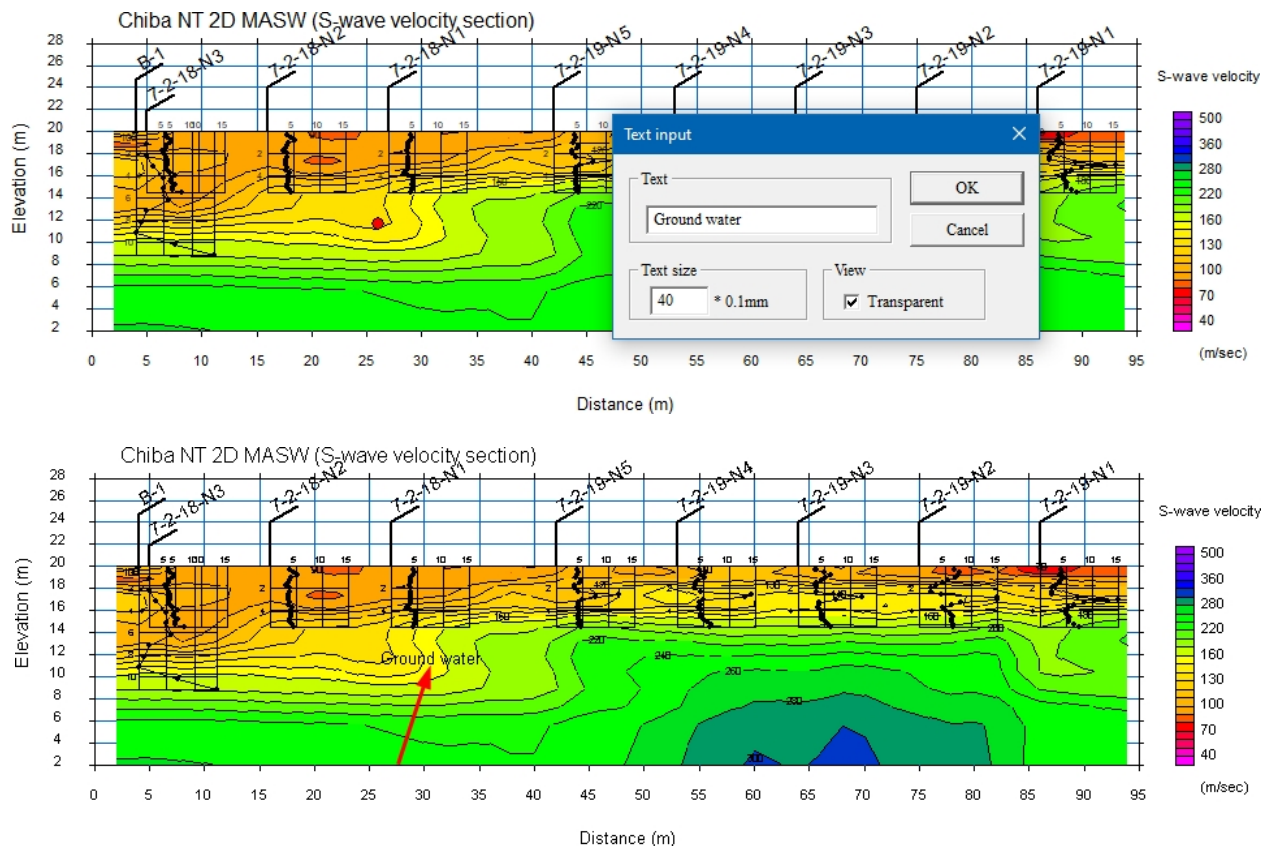 Chiba NT 2D MASW (S-wave velocity section)
B-1
7-2-18-N3
7-2-18-N2
7-2-18-N1
7-2-19-N5
7-2-19-N4
7-2-19-N3
7-2-19-N2
7-2-19-N1
Elevation (m)
28
26
24
22
20
18
16
14
12
10
8
6
4
2
0 5 10 15 20 25 30 35 40 45 50 55 60 65 70 75 80 85 90 95
Distance (m)
S-wave velocity
500
360
280
220
160
130
100
70
40
(m/sec)
Text input
Text
Ground water
OK
Cancel
Text size
40 * 0.1mm
View
Transparent
Chiba NT 2D MASW (S-wave velocity section)
B-1
7-2-18-N3
7-2-18-N2
7-2-18-N1
7-2-19-N5
7-2-19-N4
7-2-19-N3
7-2-19-N2
7-2-19-N1
Elevation (m)
28
26
24
22
20
18
16
14
12
10
8
6
4
2
Ground water
220
240
260
280
300
0 5 10 15 20 25 30 35 40 45 50 55 60 65 70 75 80 85 90 95
Distance (m)
S-wave velocity
500
360
280
220
160
130
100
70
40
(m/sec)